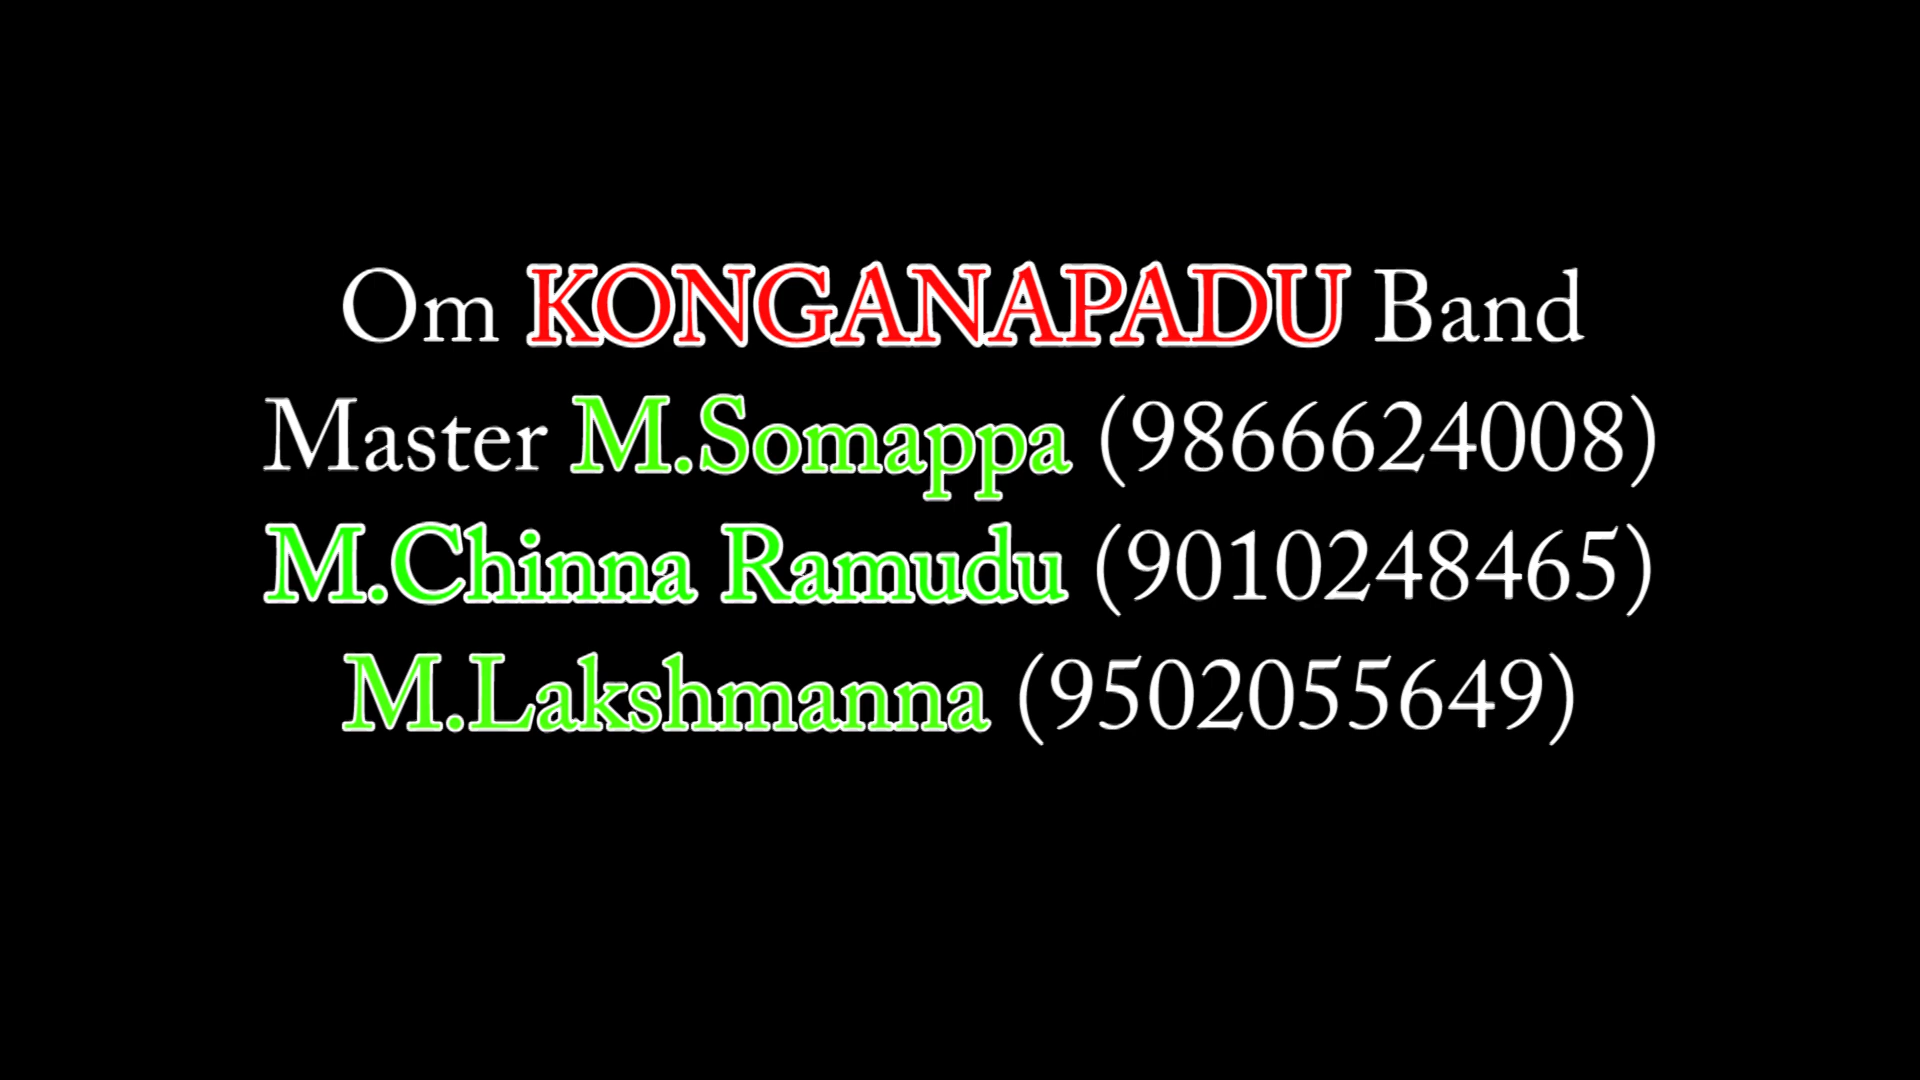 Om KONGANAPADU Band
Master M.Somappa (9866624008)
M.Chinna Ramudu (9010248465)
M.Lakshmanna (9502055649)